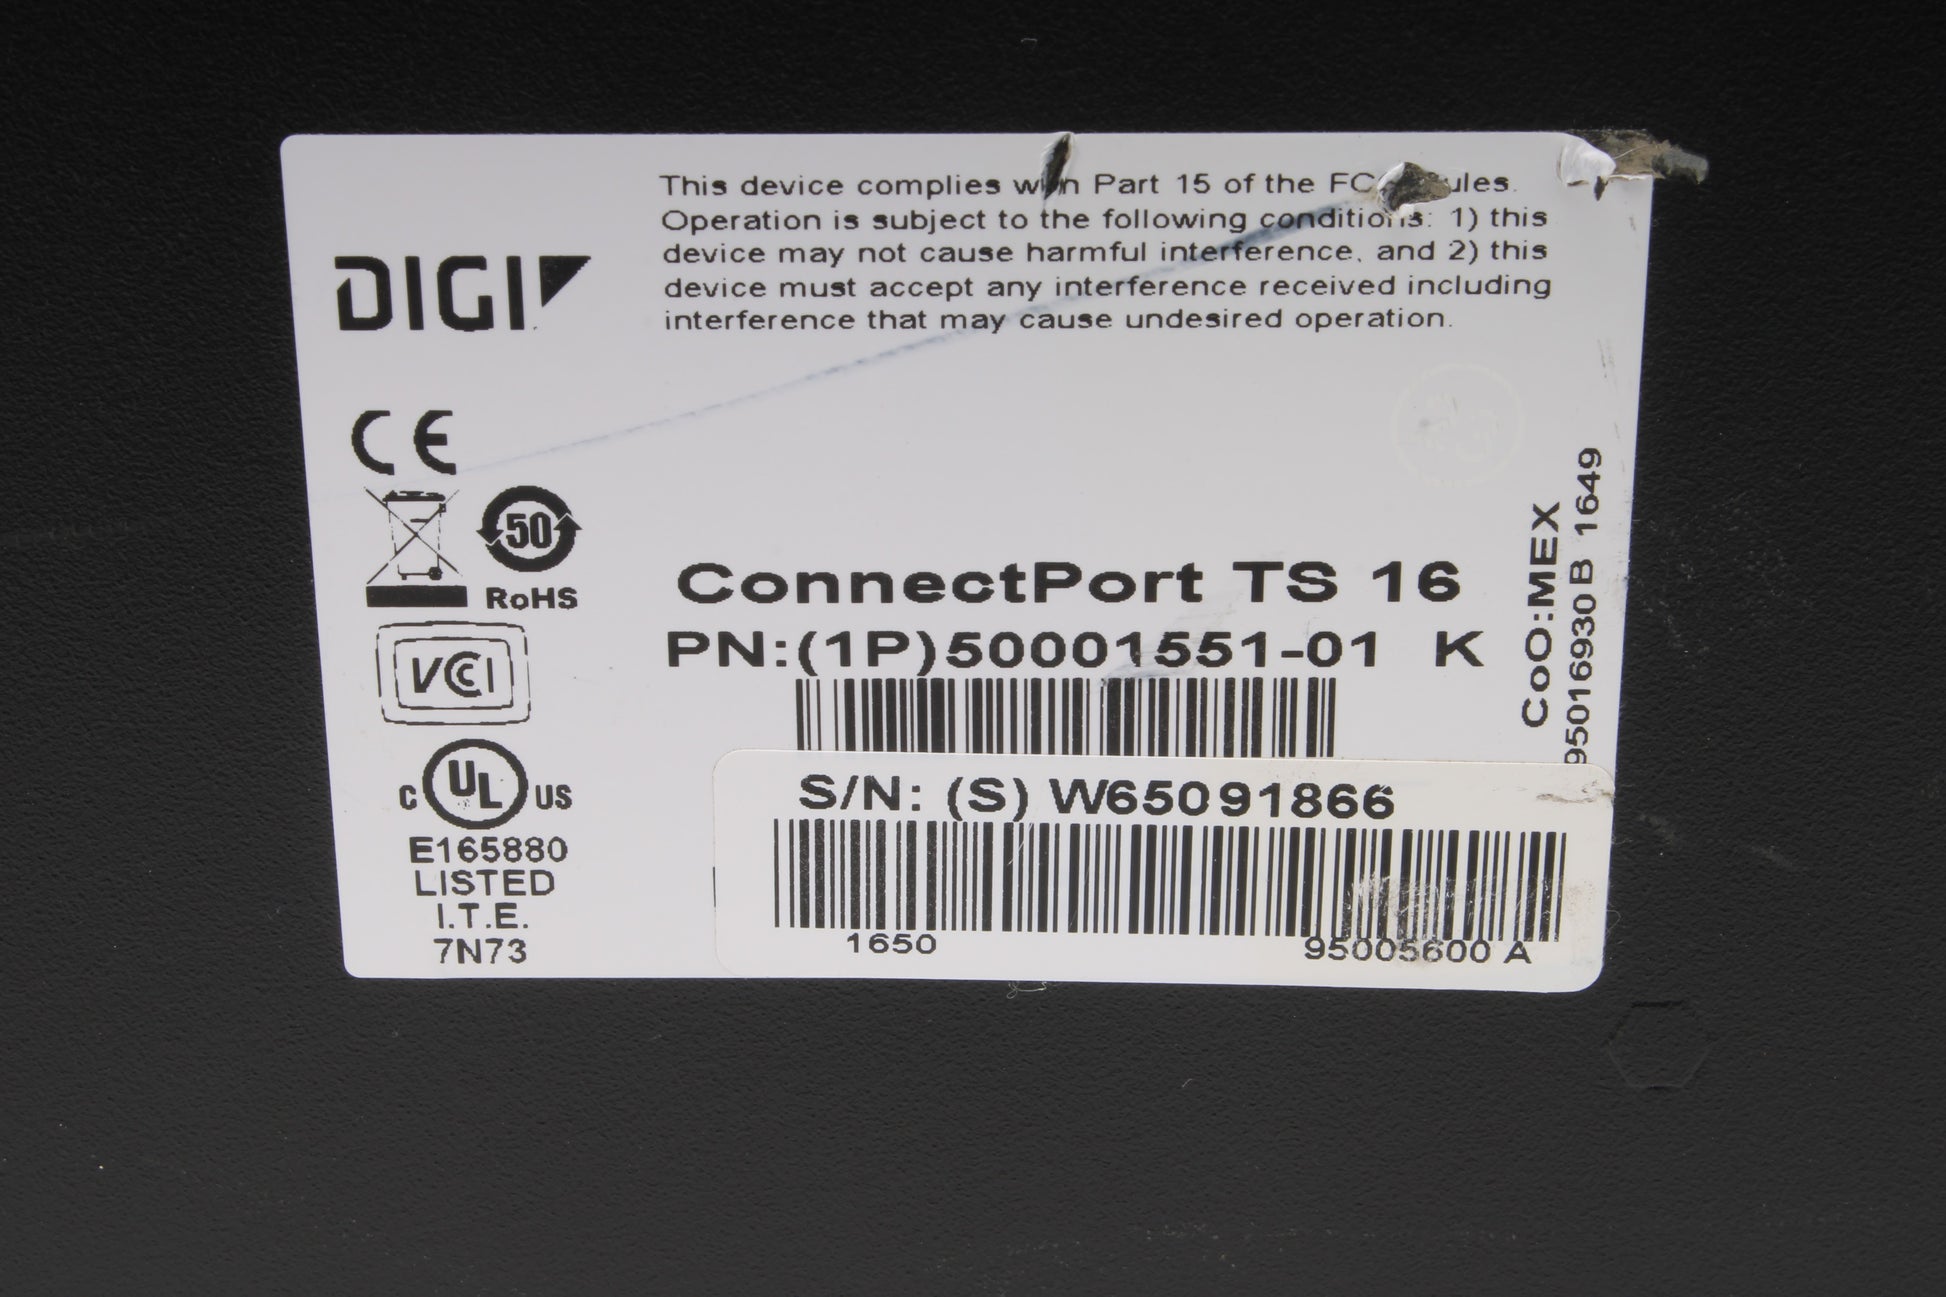 This device complies with Part 15 of the FCC Rules.
Operation is subject to the following conditions: 1) this
device may not cause harmful interference, and 2) this
device must accept any interference received including
interference that may cause undesired operation.
DIGI
CE
50
RoHS
VCCI
C UL US
E165880
LISTED
I.T.E.
7N73
ConnectPort TS 16
PN:(1P)50001551-01 K
CoO:MEX
950169930 B 1649
S/N: (S) W65091866
1650
95005600 A